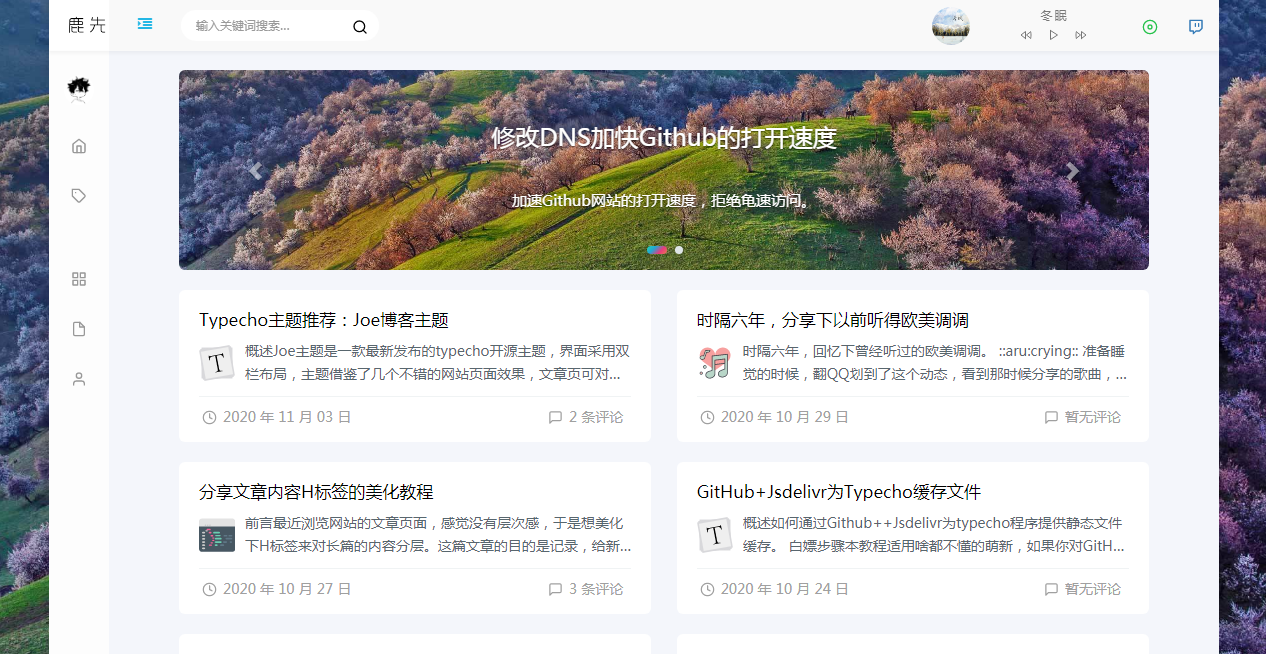 鹿 先
输入关键词搜索...
冬眠
修改DNS加快Github的打开速度
加速Github网站的打开速度，拒绝龟速访问。
Typecho主题推荐：Joe博客主题
概述Joe主题是一款最新发布的typecho开源主题，界面采用双
栏布局，主题借鉴了几个不错的网站页面效果，文章页可对...
2020 年 11 月 03 日
2 条评论
时隔六年，分享下以前听得欧美调调
时隔六年，回忆下曾经听过的欧美调调。 ::aru:crying:: 准备睡
觉的时候，翻QQ划到了这个动态，看到那时候分享的歌曲，...
2020 年 10 月 29 日
暂无评论
分享文章内容H标签的美化教程
前言最近浏览网站的文章页面，感觉没有层次感，于是想美化
下H标签来对长篇的内容分层。这篇文章的目的是记录，给新...
2020 年 10 月 27 日
3 条评论
GitHub+Jsdelivr为Typecho缓存文件
T
概述如何通过Github++Jsdelivr为typecho程序提供静态文件
缓存。 白嫖步骤本教程适用啥都不懂的萌新，如果你对GitH...
2020 年 10 月 24 日
暂无评论